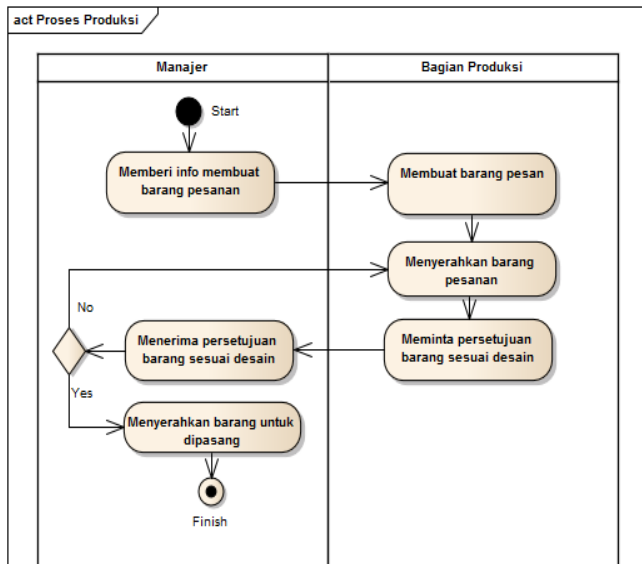 act Proses Produksi
Manajer
Bagian Produksi
Start
Memberi info membuat
barang pesanan
Membuat barang pesan
Menyerahkan barang
pesanan
No
Menerima persetujuan
barang sesuai desain
Meminta persetujuan
barang sesuai desain
Yes
Menyerahkan barang untuk
dipasang
Finish